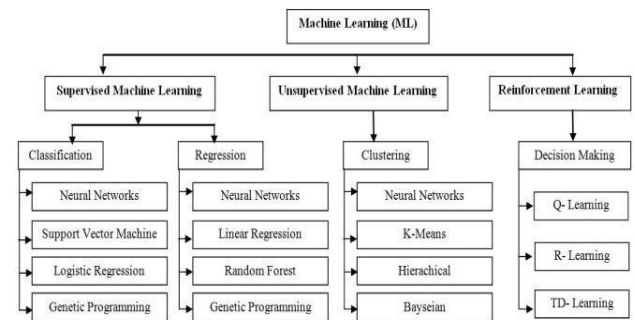 Machine Learning (ML)
Supervised Machine Learning
Unsupervised Machine Learning
Reinforcement Learning
Classification
Regression
Clustering
Decision Making
Neural Networks
Support Vector Machine
Logistic Regression
Genetic Programming
Neural Networks
Linear Regression
Random Forest
Genetic Programming
Neural Networks
K-Means
Hierachical
Bayseian
Q- Learning
R- Learning
TD- Learning